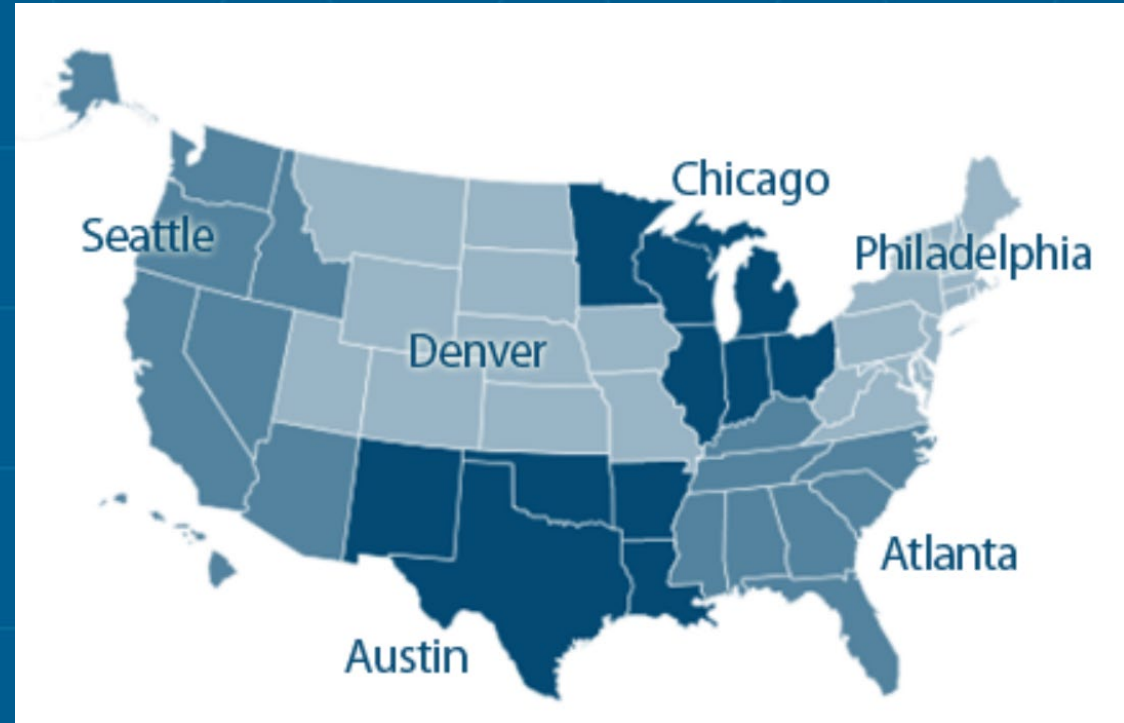 Chicago
Seattle
Philadelphia
Denver
Atlanta
Austin